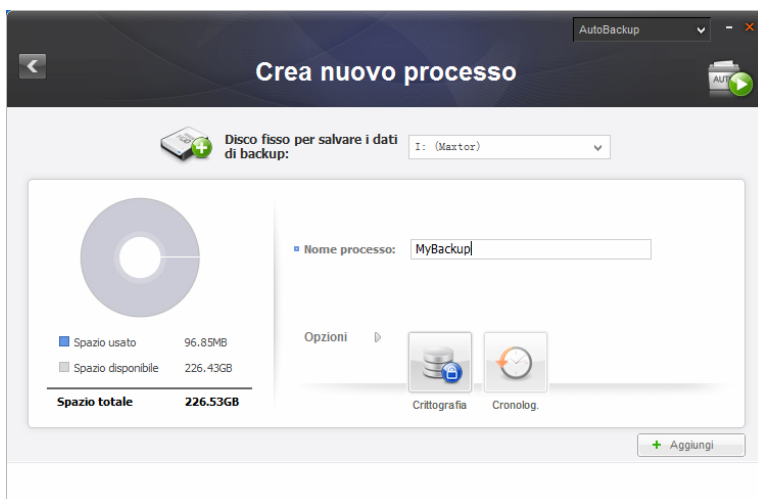 AutoBackup
Crea nuovo processo
AUTO
Disco fisso per salvare i dati
di backup:
I: (Maxtor)
Nome processo:
MyBackup
Spazio usato 96.85MB
Spazio disponibile 226.43GB
Spazio totale 226.53GB
Opzioni
Crittografia
Cronolog.
+ Aggiungi